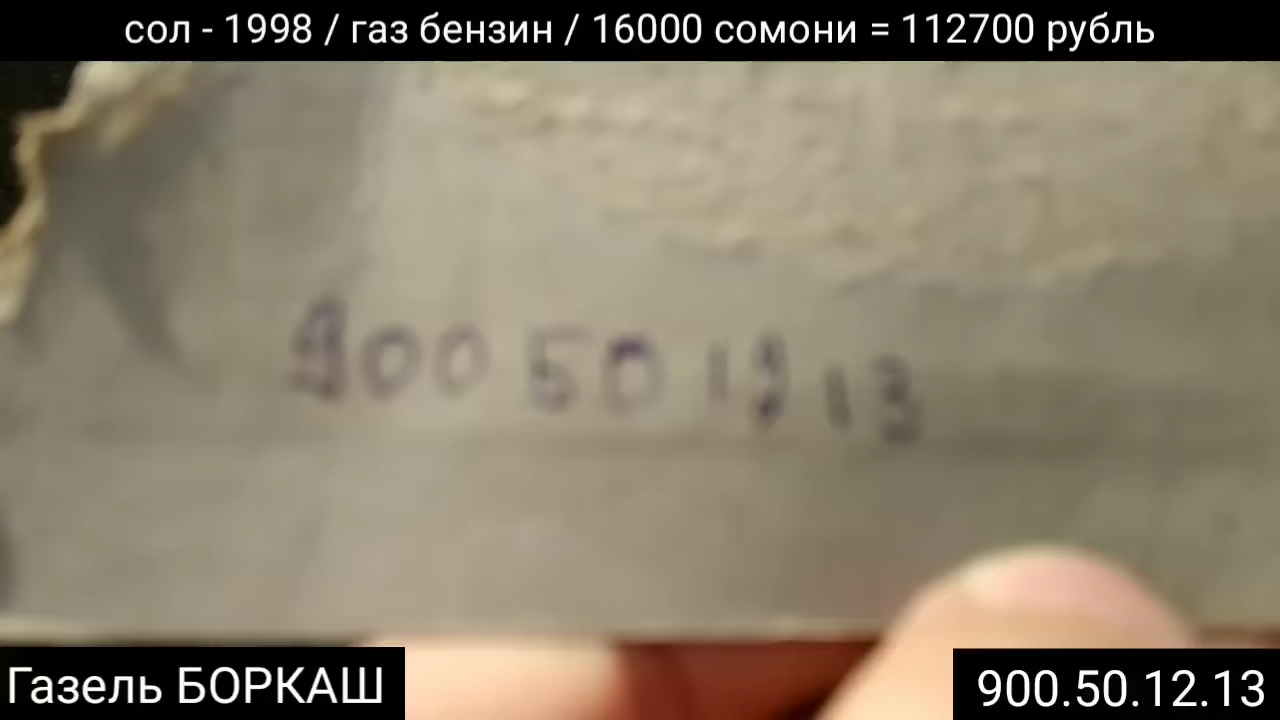 сол - 1998 / газ бензин / 16000 сомони = 112700 рубль
900 50 12 13
Газель БОРКАШ
900.50.12.13